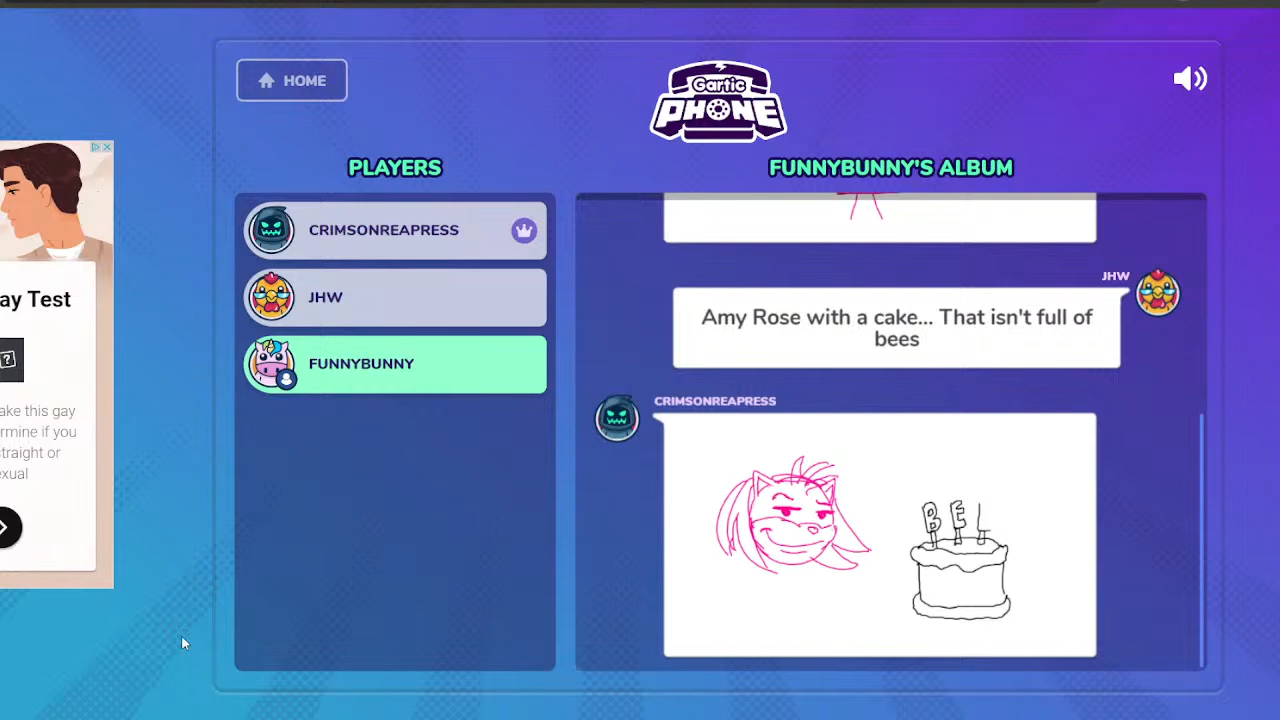 HOME
Gartic
PHONE
PLAYERS
CRIMSONREAPRESS
JHW
FUNNYBUNNY
FUNNYBUNNY'S ALBUM
JHW
Amy Rose with a cake... That isn't full of
bees
CRIMSONREAPRESS
BE
ay Test
?
ake this gay
rmine if you
straight or
exual